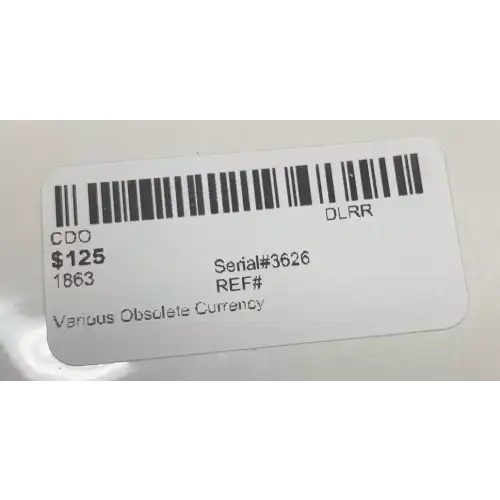 CDO DLRR
$125
1863 Serial#3626
REF#
Various Obsolete Currency